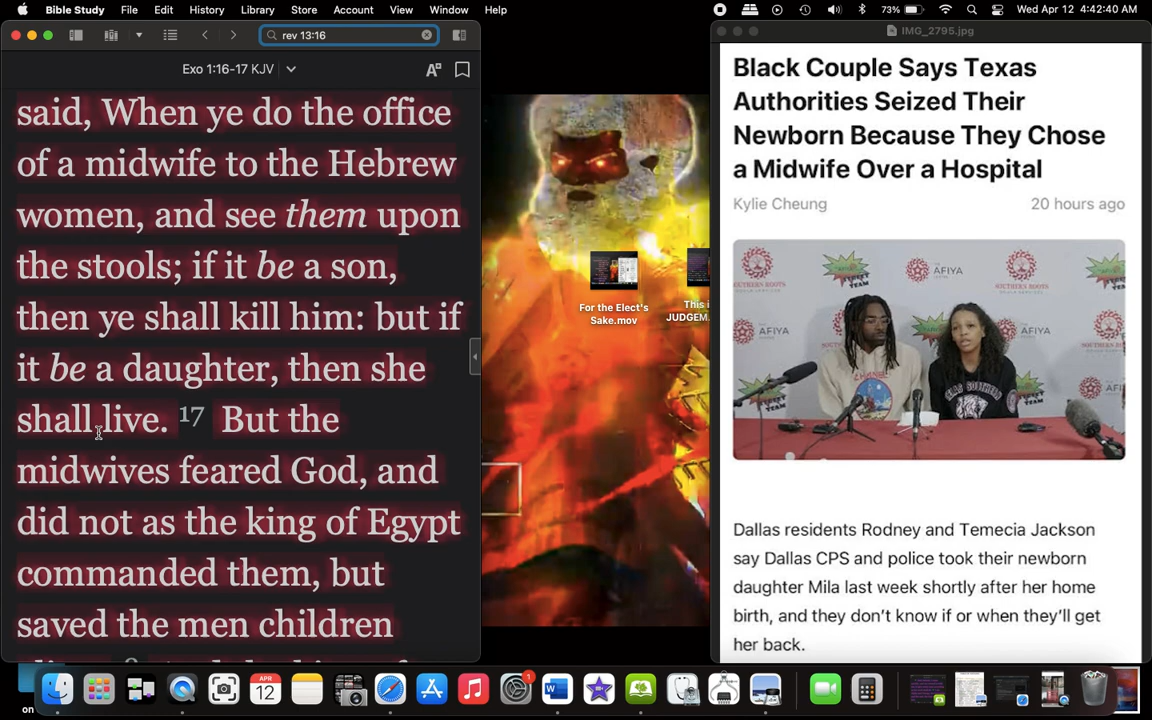 Bible Study File Edit History Library Store Account View Window Help
73% Wed Apr 12 4:42:40 AM
rev 13:16
IMG_2795.jpg
Exo 1:16-17 KJV
said, When ye do the office
of a midwife to the Hebrew
women, and see them upon
the stools; if it be a son,
then ye shall kill him: but if
it be a daughter, then she
shall live. 17 But the
midwives feared God, and
did not as the king of Egypt
commanded them, but
saved the men children
For the Elect's
Sake.mov
This i
JUDGEM.
Black Couple Says Texas
Authorities Seized Their
Newborn Because They Chose
a Midwife Over a Hospital
Kylie Cheung 20 hours ago
AFIYA
SOUTHERN ROOTS
STREET TEAM
CHANGE
Dallas residents Rodney and Temecia Jackson
say Dallas CPS and police took their newborn
daughter Mila last week shortly after her home
birth, and they don't know if or when they'll get
her back.
on
APR
12
1